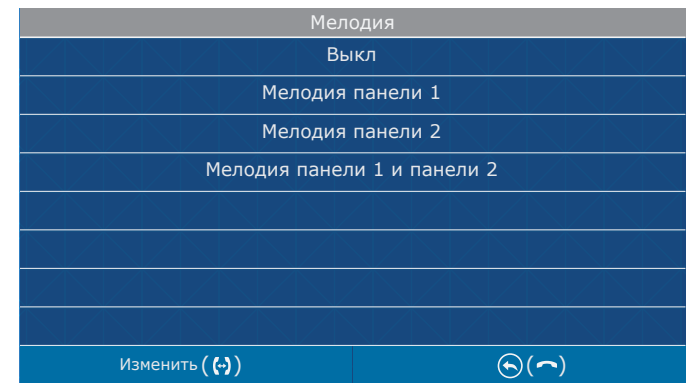 Мелодия
Выкл
Мелодия панели 1
Мелодия панели 2
Мелодия панели 1 и панели 2
Изменить () ()